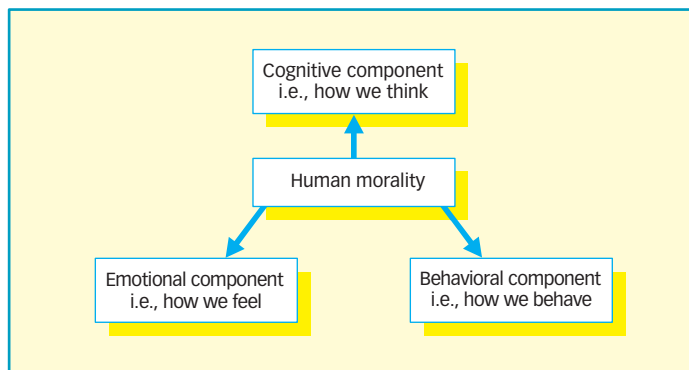 Cognitive component
i.e., how we think
Human morality
Emotional component
i.e., how we feel
Behavioral component
i.e., how we behave